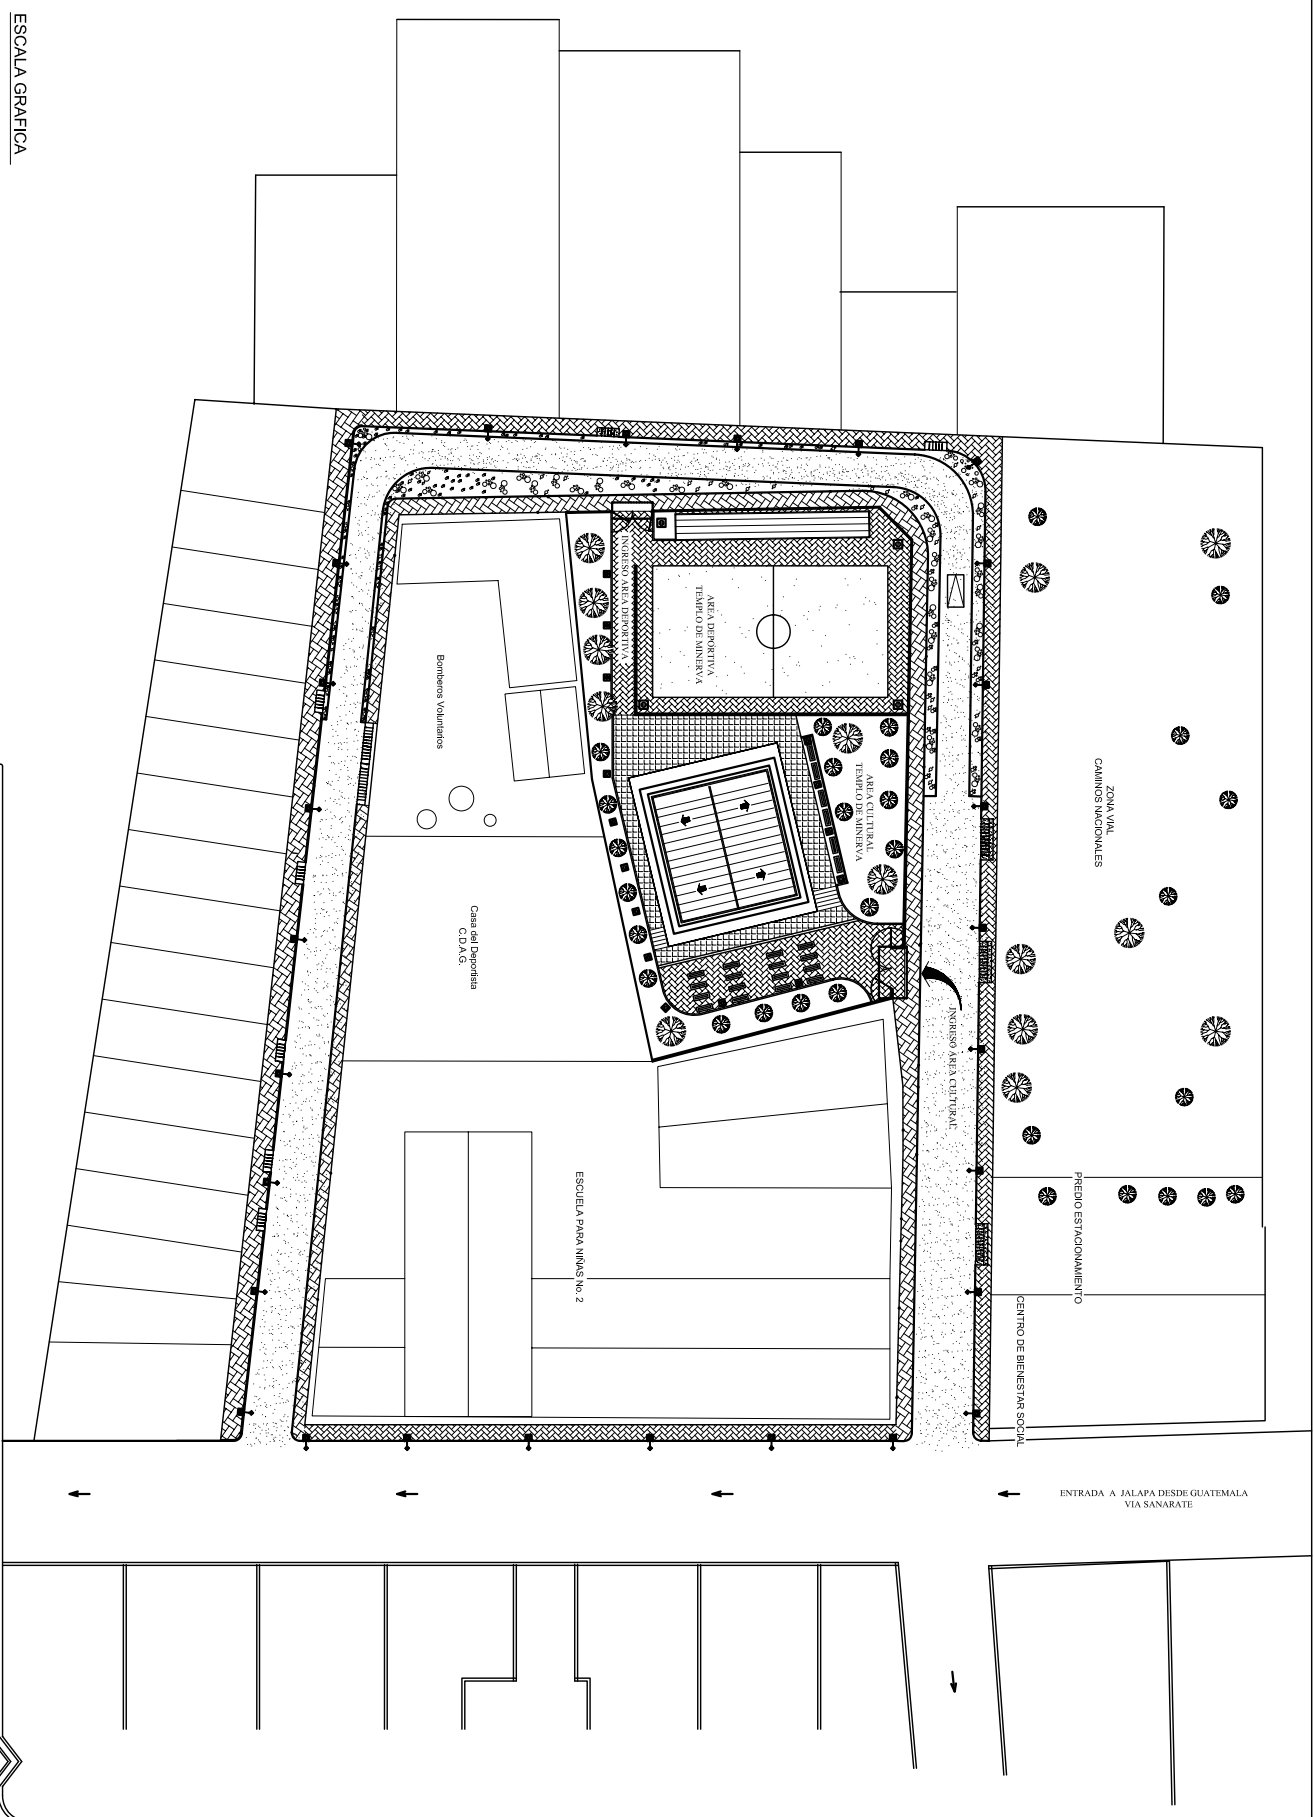 ESCALA GRAFICA
ZONA VIAL
CAMINOS NACIONALES
PREDIO ESTACIONAMIENTO
CENTRO DE BIENESTAR SOCIAL
INGRESO AREA CULTURAL
AREA CULTURAL
TEMPLO DE MINERVA
AREA DEPORTIVA
TEMPLO DE MINERVA
INGRESO AREA DEPORTIVA
Bomberos Voluntarios
Casa del Deportista
C.D.A.G.
ESCUELA PARA NIÑAS No. 2
ENTRADA A JALAPA DESDE GUATEMALA
VIA SANARATE